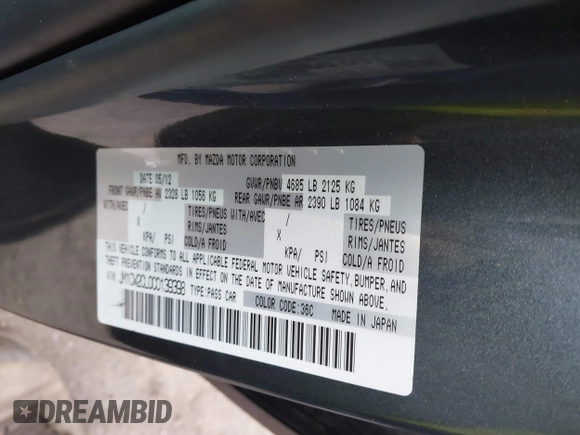 MFD. BY MAZDA MOTOR CORPORATION
DATE 05/12 GVWR/PNBV 4685 LB 2125 KG
FRONT GAWR/PNBE AV 2328 LB 1056 KG REAR GAWR/PNBE AR 2390 LB 1084 KG
WITH/AVEC / TIRES/PNEUS WITH/AVEC / TIRES/PNEUS
X RIMS/JANTES X RIMS/JANTES
KPA/ PSI COLD/A FROID KPA/ PSI COLD/A FROID
THIS VEHICLE CONFORMS TO ALL APPLICABLE FEDERAL MOTOR VEHICLE SAFETY, BUMPER, AND
THEFT PREVENTION STANDARDS IN EFFECT ON THE DATE OF MANUFACTURE SHOWN ABOVE.
JM1CW2DL0C0139398 TYPE:PASS CAR
COLOR CODE:36C MADE IN JAPAN
DREAMBID